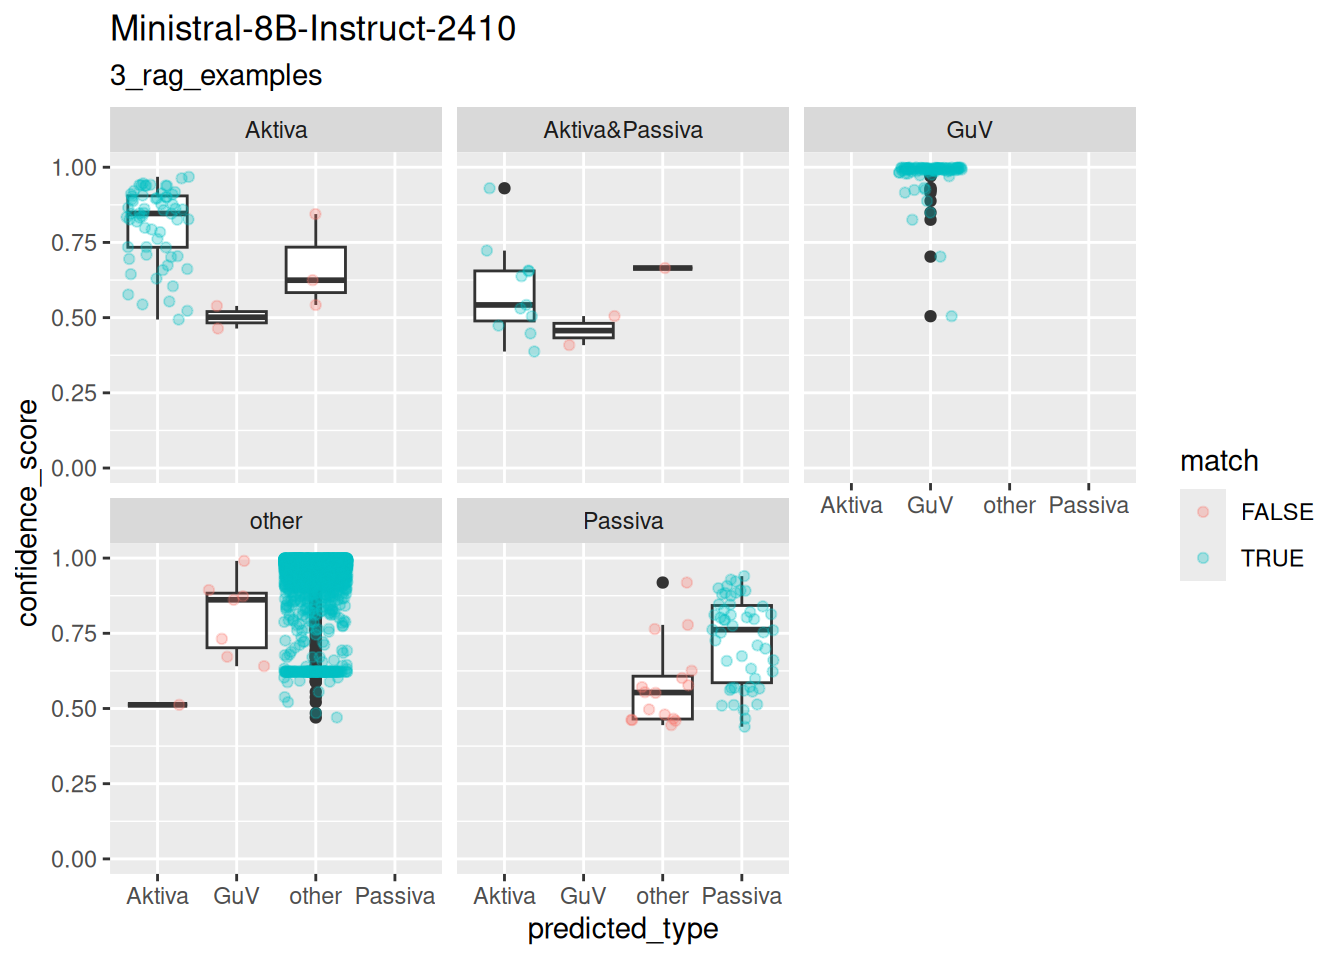 Ministral-8B-Instruct-2410
3_rag_examples
Aktiva
Aktiva&Passiva
GuV
1.00
0.75
0.50
0.25
0.00
Aktiva GuV other Passiva
other
Passiva
1.00
0.75
0.50
0.25
0.00
Aktiva GuV other Passiva
Aktiva GuV other Passiva
predicted_type
confidence_score
match
FALSE
TRUE